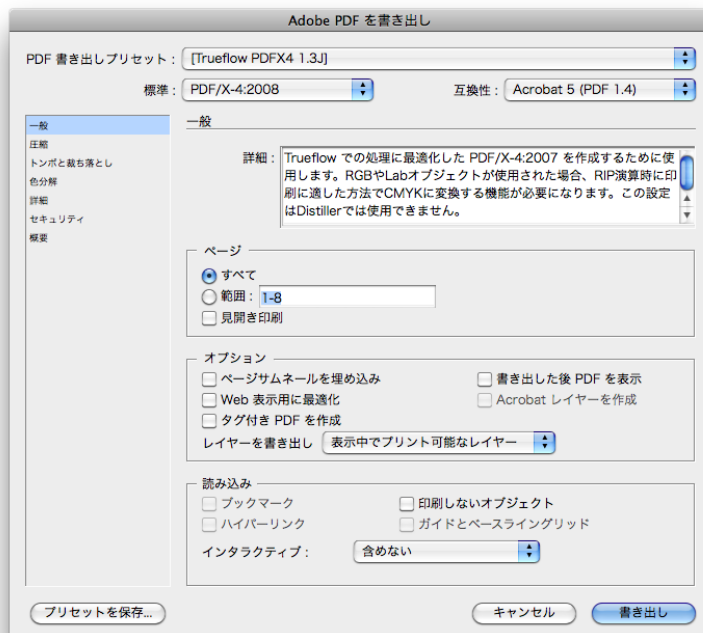 Adobe PDF を書き出し
PDF 書き出しプリセット : [Trueflow PDFX4 1.3J]
標準 : PDF/X-4:2008 互換性 : Acrobat 5 (PDF 1.4)
一般
圧縮
トンボと裁ち落とし
色分解
詳細
セキュリティ
概要
一般
詳細 : Trueflow での処理に最適化した PDF/X-4:2007 を作成するために使
用します。RGBやLabオブジェクトが使用された場合、RIP演算時に印
刷に適した方法でCMYKに変換する機能が必要になります。この設定
はDistillerでは使用できません。
ページ
すべて
範囲 : 1-8
見開き印刷
オプション
ページサムネールを埋め込み 書き出した後 PDF を表示
Web 表示用に最適化 Acrobat レイヤーを作成
タグ付き PDF を作成
レイヤーを書き出し 表示中でプリント可能なレイヤー
読み込み
ブックマーク 印刷しないオブジェクト
ハイパーリンク ガイドとベースライングリッド
インタラクティブ : 含めない
プリセットを保存... キャンセル 書き出し